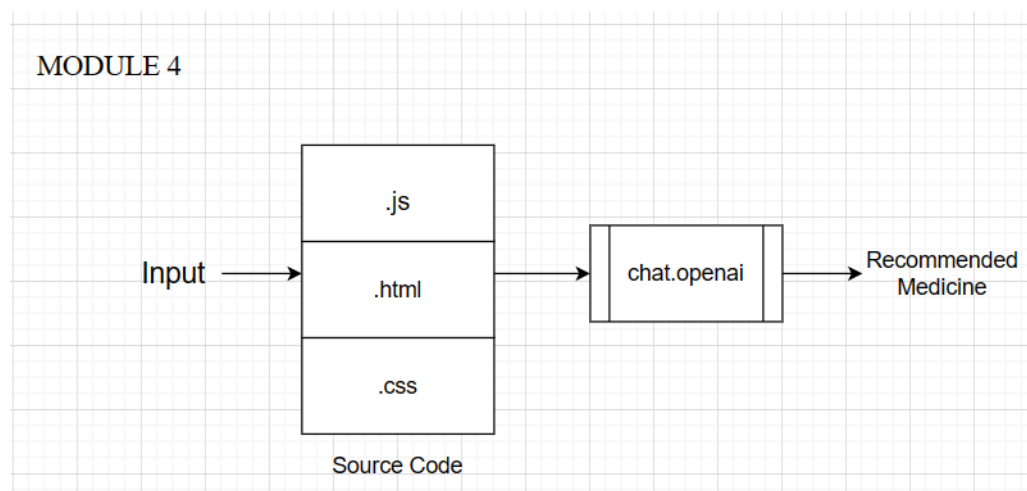 MODULE 4
.js
Input
.html
chat.openai
Recommended
Medicine
.css
Source Code